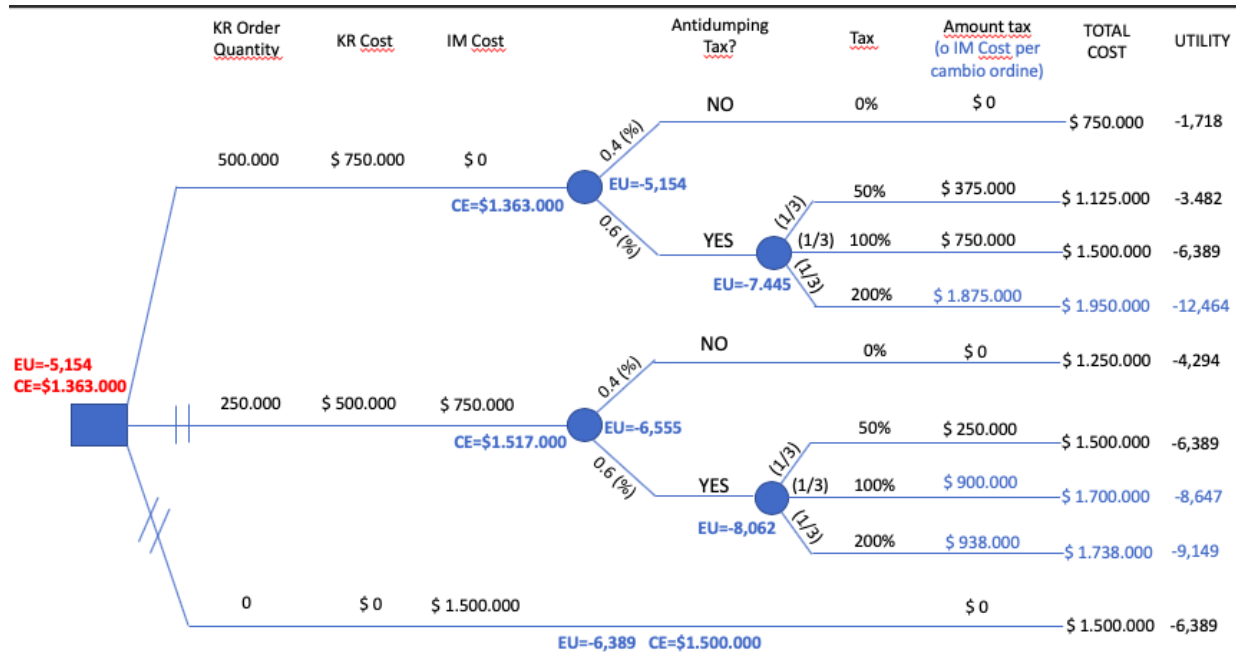 KR Order
Quantity
KR Cost
IM Cost
Antidumping
Tax?
Tax
Amount tax
(o IM Cost per
cambio ordine)
TOTAL
COST
UTILITY
NO
0%
$ 0
$ 750.000
-1,718
0.4 (%)
500.000
$ 750.000
$ 0
EU=-5,154
CE=$1.363.000
(1/3)
50%
$ 375.000
$ 1.125.000
-3.482
0.6 (%)
YES
(1/3)
100%
$ 750.000
$ 1.500.000
-6,389
EU=-7.445
(1/3)
200%
$ 1.875.000
$ 1.950.000
-12,464
NO
0%
$ 0
$ 1.250.000
-4,294
EU=-5,154
CE=$1.363.000
0.4 (%)
250.000
$ 500.000
$ 750.000
EU=-6,555
CE=$1.517.000
(1/3)
50%
$ 250.000
$ 1.500.000
-6,389
0.6 (%)
YES
(1/3)
100%
$ 900.000
$ 1.700.000
-8,647
EU=-8,062
(1/3)
200%
$ 938.000
$ 1.738.000
-9,149
0
$ 0
$ 1.500.000
$ 0
$ 1.500.000
-6,389
EU=-6,389 CE=$1.500.000